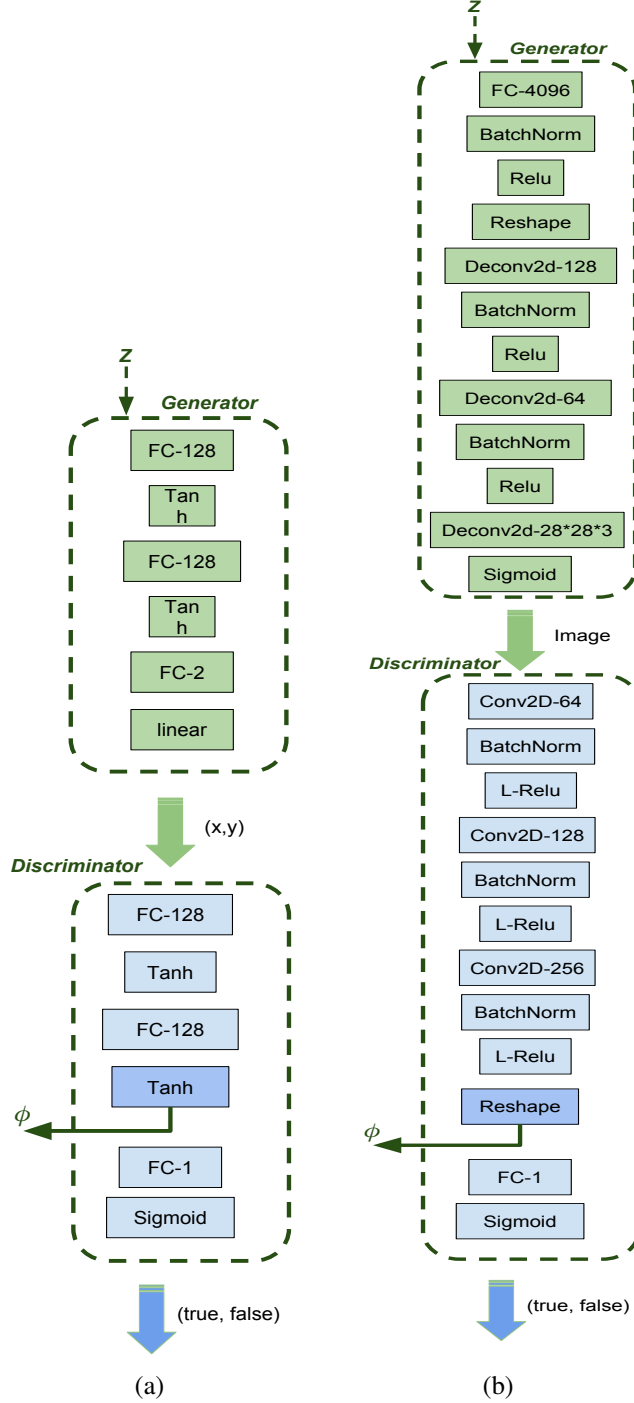 Z
Generator
FC-128
Tan
h
FC-128
Tan
h
FC-2
linear
(x,y)
Discriminator
FC-128
Tanh
FC-128
Tanh
ϕ
FC-1
Sigmoid
(true, false)
(a)
Z
Generator
FC-4096
BatchNorm
Relu
Reshape
Deconv2d-128
BatchNorm
Relu
Deconv2d-64
BatchNorm
Relu
Deconv2d-28*28*3
Sigmoid
Image
Discriminator
Conv2D-64
BatchNorm
L-Relu
Conv2D-128
BatchNorm
L-Relu
Conv2D-256
BatchNorm
L-Relu
Reshape
ϕ
FC-1
Sigmoid
(true, false)
(b)